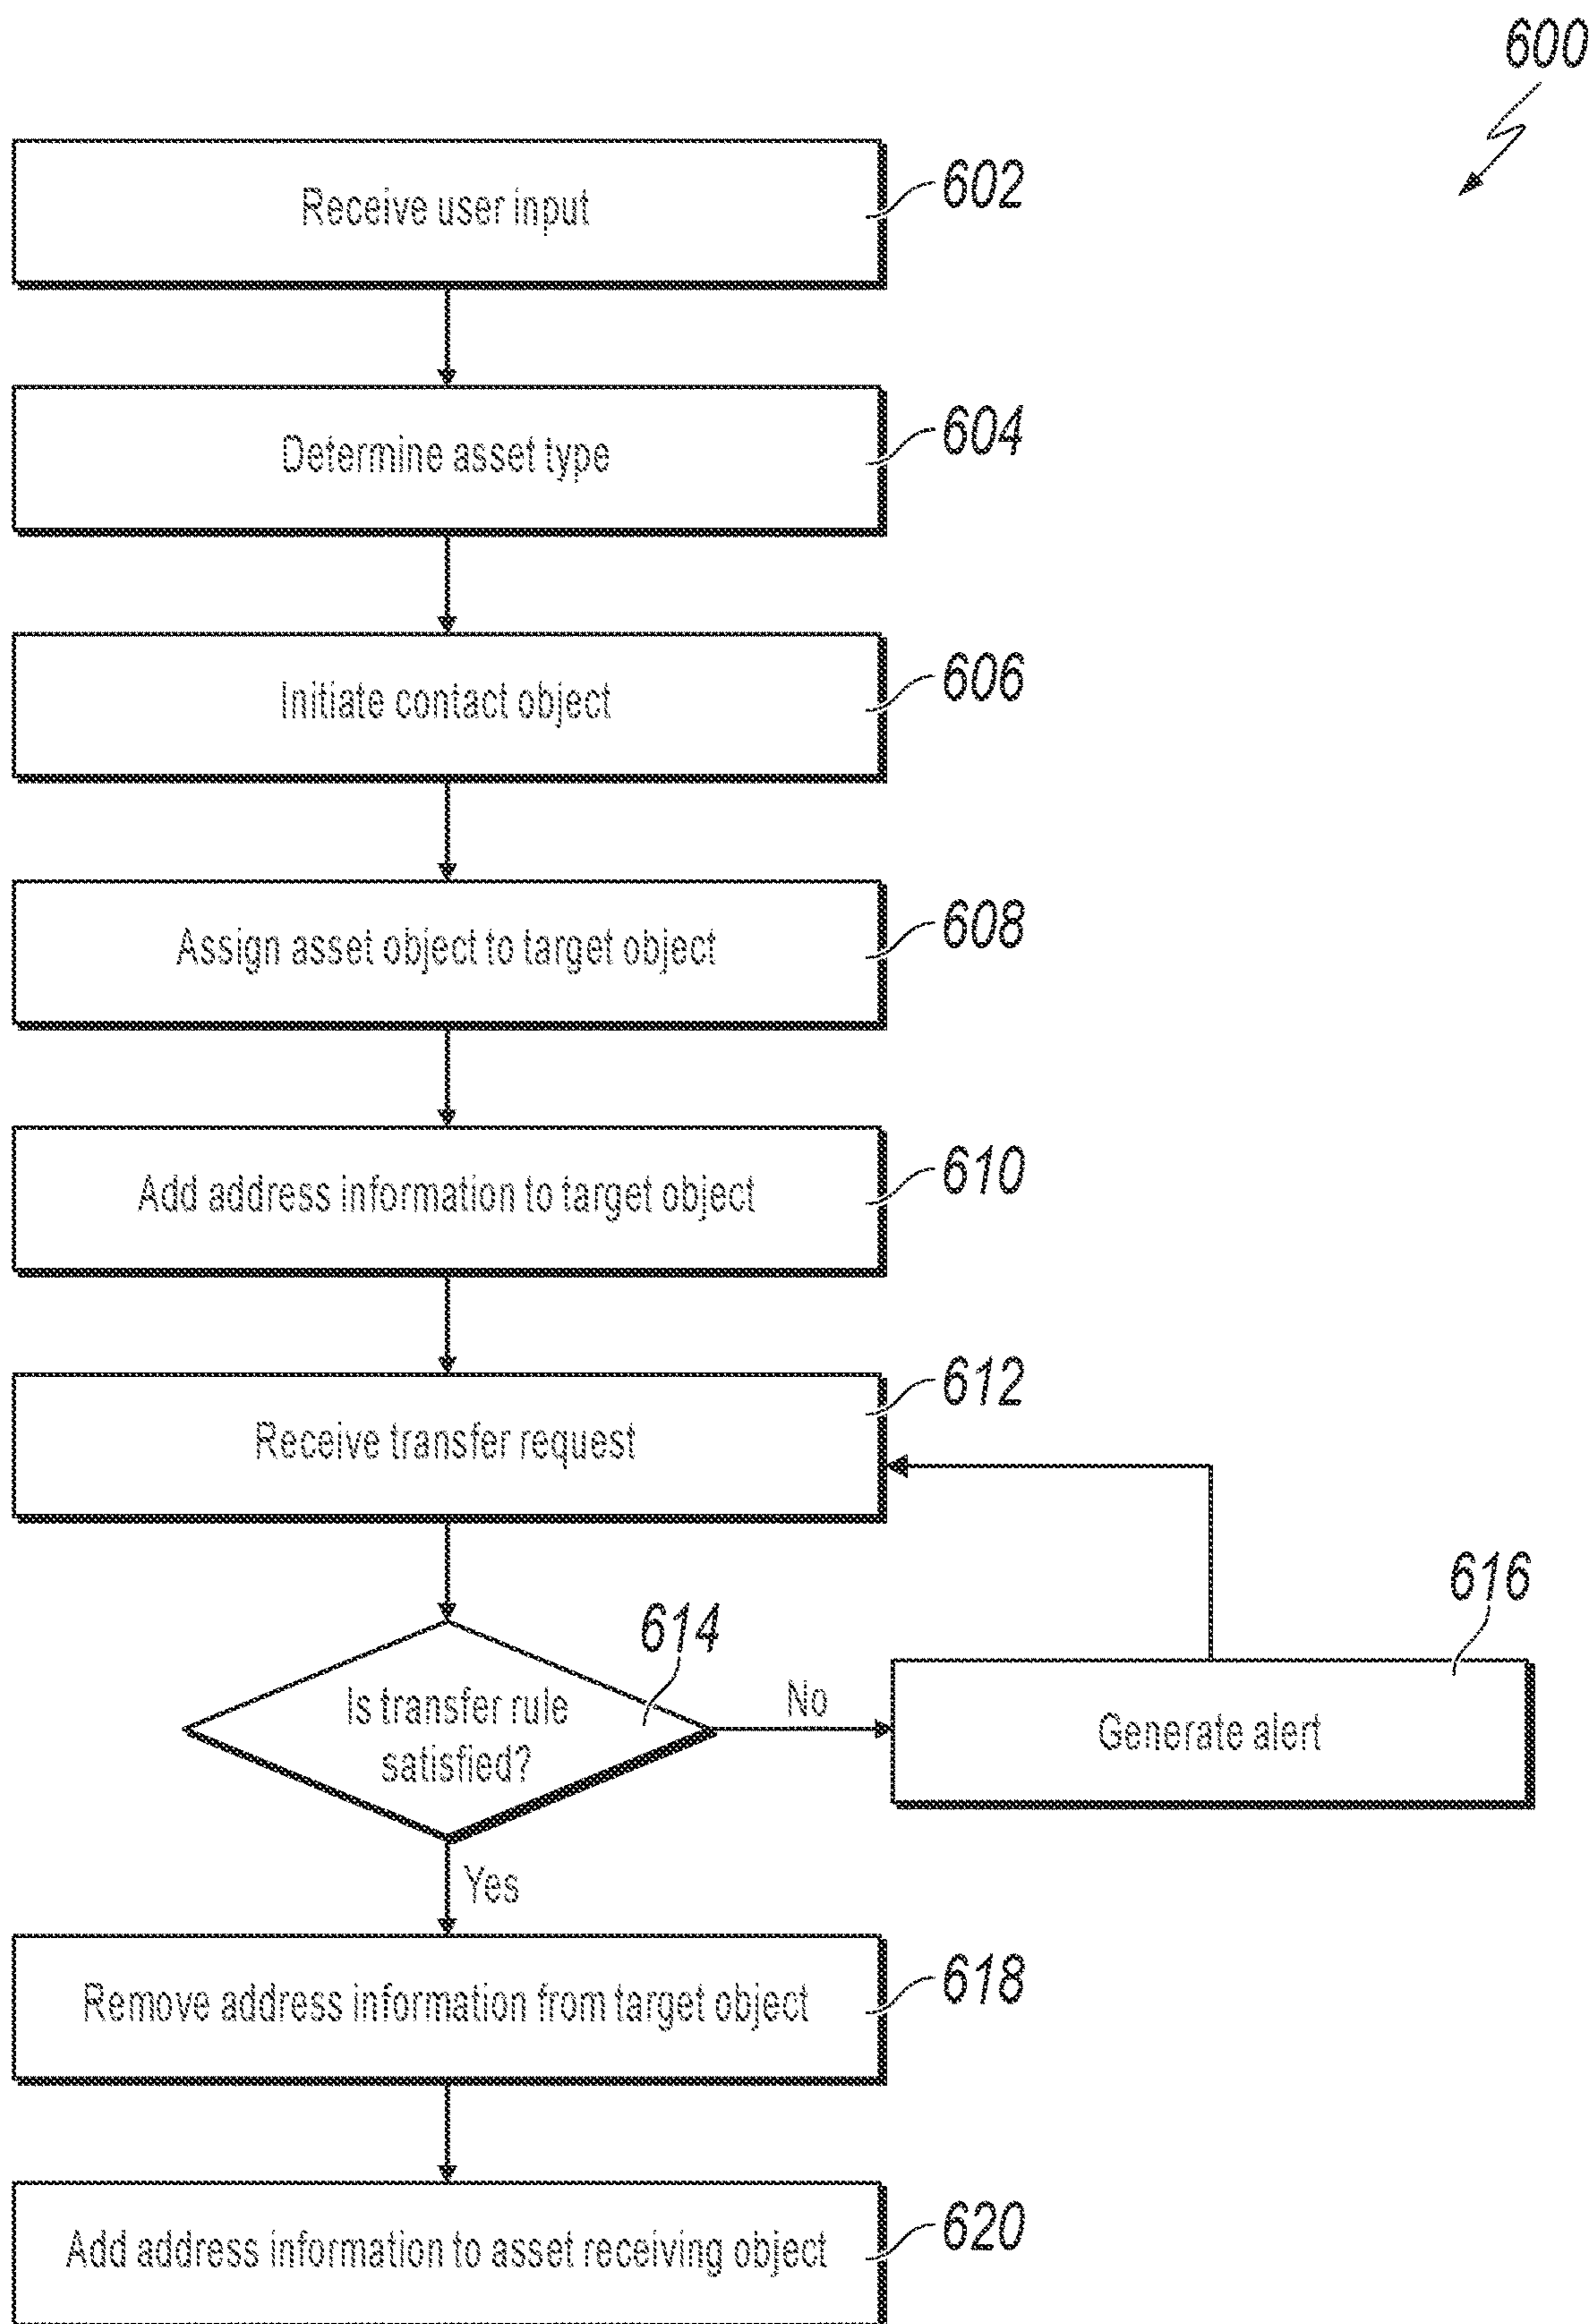 600
Receive user input
602
Determine asset type
604
Initiate contact object
606
Assign asset object to target object
608
Add address information to target object
610
Receive transfer request
612
Is transfer rule
satisfied?
614
No
Generate alert
616
Yes
Remove address information from target object
618
Add address information to asset receiving object
620